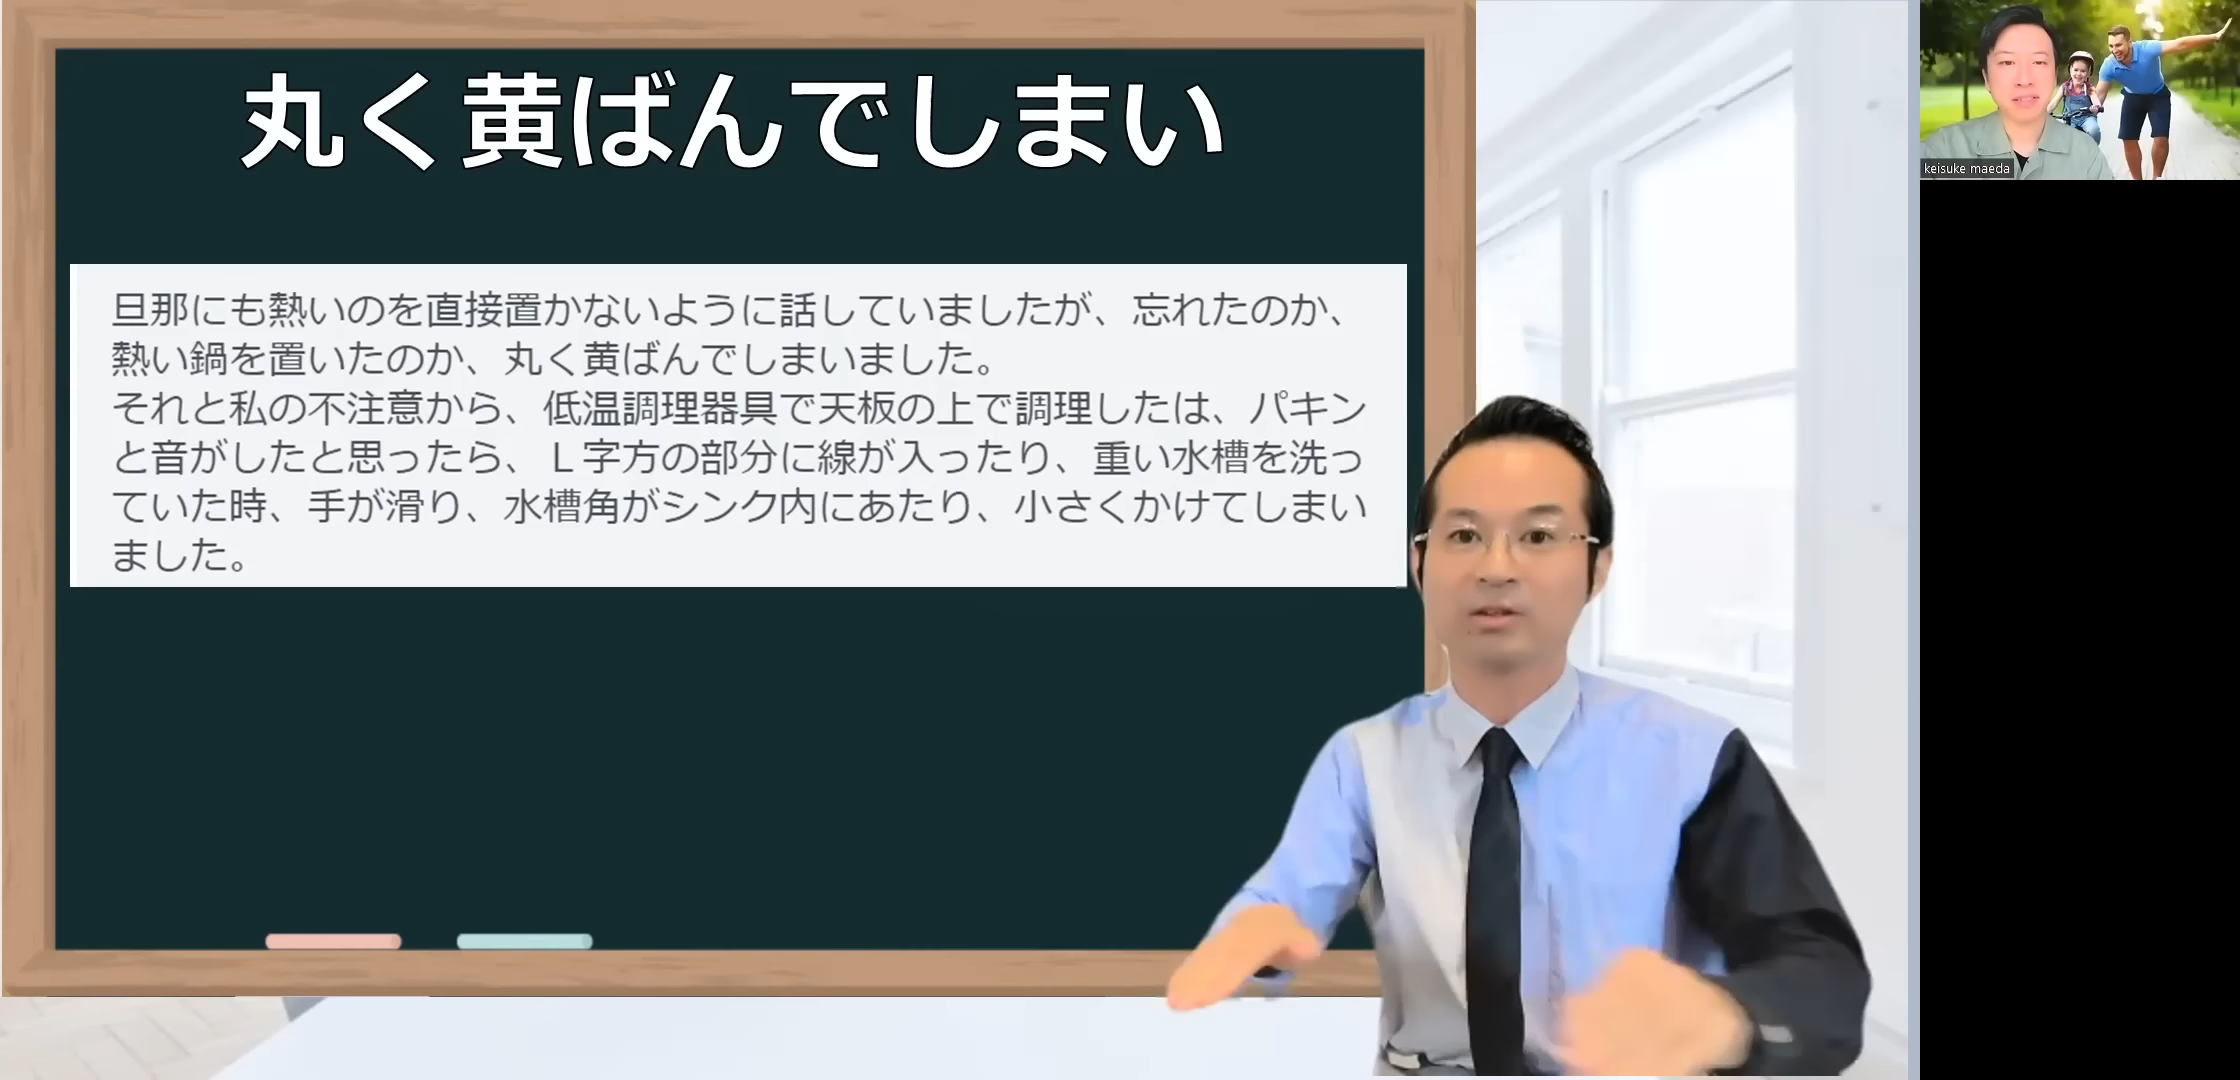 丸く黄ばんでしまい
旦那にも熱いのを直接置かないように話していましたが、忘れたのか、
熱い鍋を置いたのか、丸く黄ばんでしまいました。
それと私の不注意から、低温調理器具で天板の上で調理したは、パキン
と音がしたと思ったら、Ｌ字方の部分に線が入ったり、重い水槽を洗っ
ていた時、手が滑り、水槽角がシンク内にあたり、小さくかけてしまい
ました。
keisuke maeda